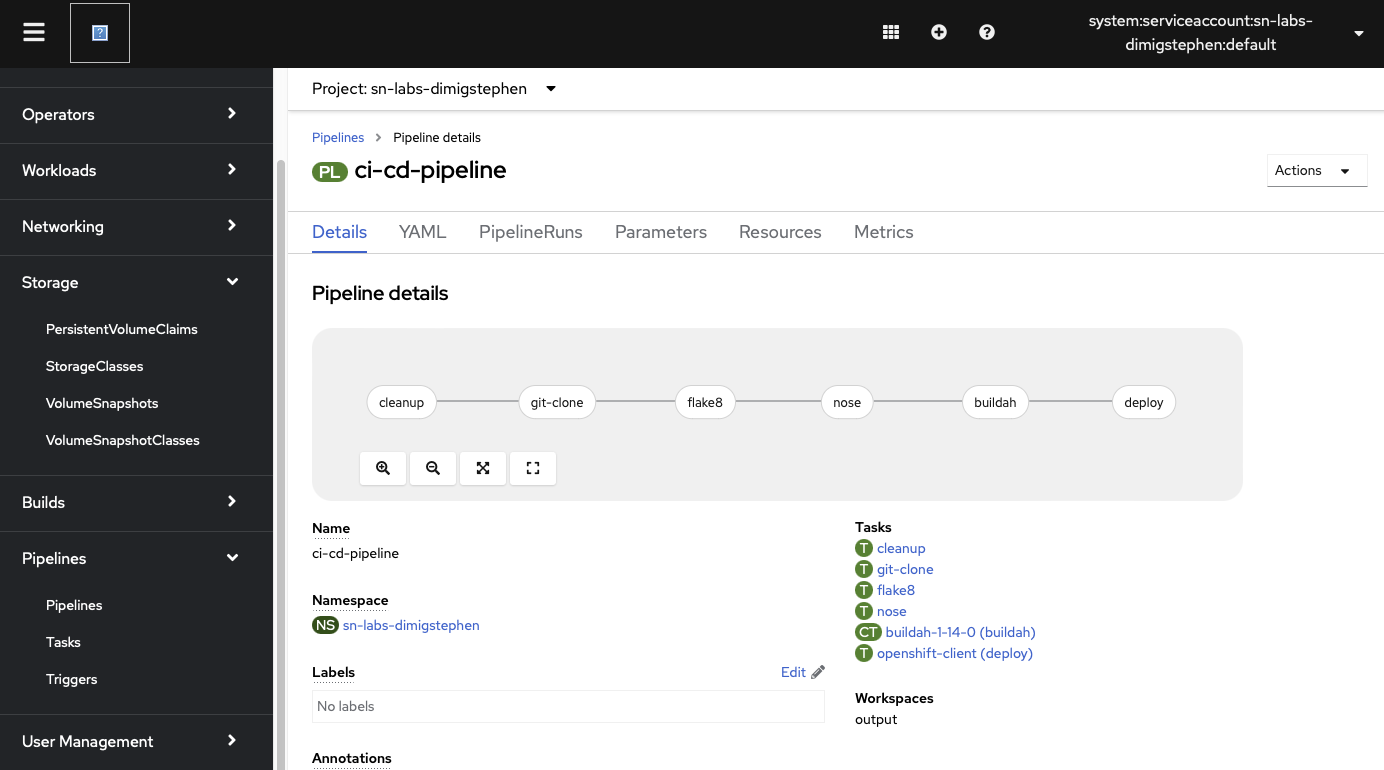 ?
system:serviceaccount:sn-labs-
dimigstephen:default
Operators
Workloads
Networking
Storage
PersistentVolumeClaims
StorageClasses
VolumeSnapshots
VolumeSnapshotClasses
Builds
Pipelines
Pipelines
Tasks
Triggers
User Management
Project: sn-labs-dimigstephen
Pipelines > Pipeline details
PL ci-cd-pipeline
Actions
Details YAML PipelineRuns Parameters Resources Metrics
Pipeline details
cleanup git-clone flake8 nose buildah deploy
Name
ci-cd-pipeline
Namespace
NS sn-labs-dimigstephen
Labels Edit
No labels
Annotations
Tasks
T cleanup
T git-clone
T flake8
T nose
CT buildah-1-14-0 (buildah)
T openshift-client (deploy)
Workspaces
output